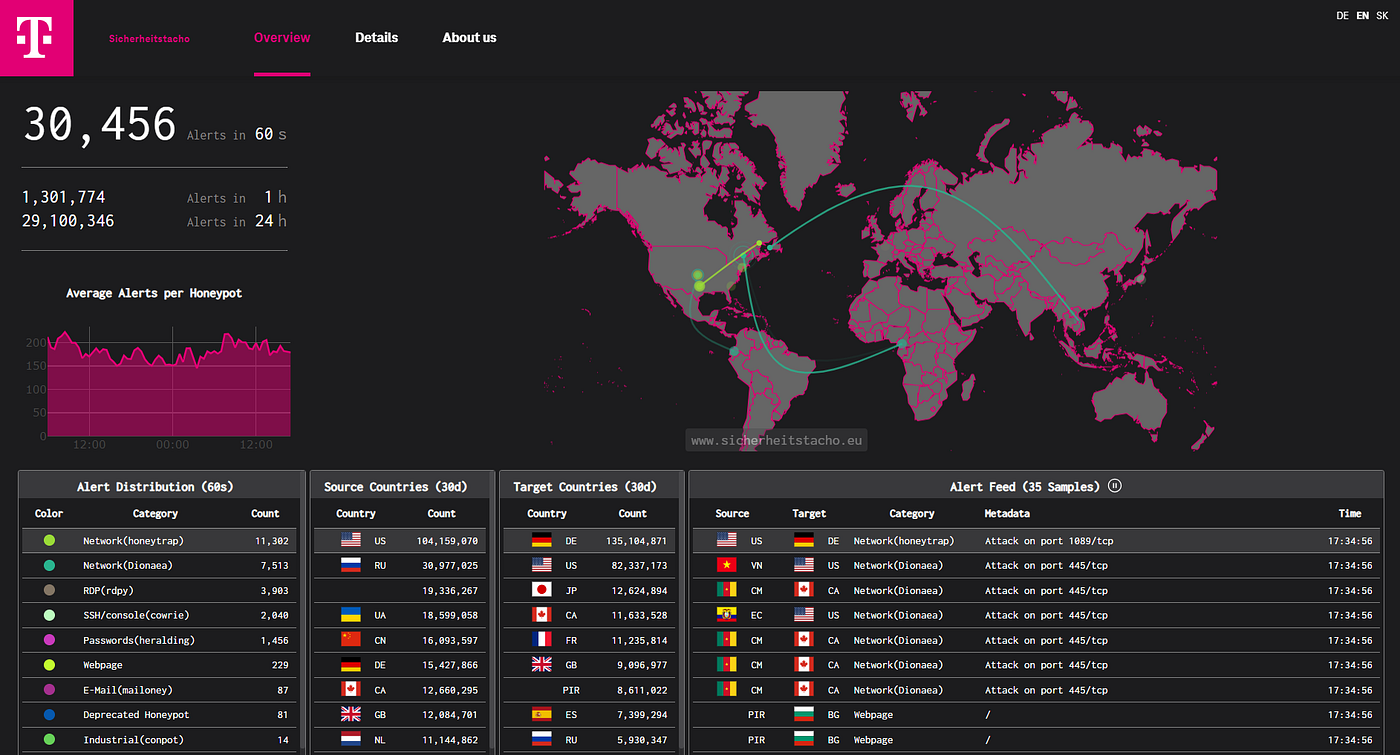 T Sicherheitstacho Overview Details About us DE EN SK
30,456 Alerts in 60 s
1,301,774 Alerts in 1 h
29,100,346 Alerts in 24 h
Average Alerts per Honeypot
200
150
100
50
0
12:00 00:00 12:00
www.sicherheitstacho.eu
Alert Distribution (60s)
Color Category Count
Network(honeytrap) 11,302
Network(Dionaea) 7,513
RDP(rdpy) 3,903
SSH/console(cowrie) 2,040
Passwords(heralding) 1,456
Webpage 229
E-Mail(mailoney) 87
Deprecated Honeypot 81
Industrial(conpot) 14
Source Countries (30d)
Country Count
US 104,159,070
RU 30,977,025
19,336,267
UA 18,599,058
CN 16,093,597
DE 15,427,866
CA 12,660,295
GB 12,084,701
NL 11,144,862
Target Countries (30d)
Country Count
DE 135,104,871
US 82,337,173
JP 12,624,894
CA 11,633,528
FR 11,235,814
GB 9,096,977
PIR 8,611,022
ES 7,399,294
RU 5,930,347
Alert Feed (35 Samples)
Source Target Category Metadata Time
US DE Network(honeytrap) Attack on port 1089/tcp 17:34:56
VN US Network(Dionaea) Attack on port 445/tcp 17:34:56
CM CA Network(Dionaea) Attack on port 445/tcp 17:34:56
EC US Network(Dionaea) Attack on port 445/tcp 17:34:56
CM CA Network(Dionaea) Attack on port 445/tcp 17:34:56
CM CA Network(Dionaea) Attack on port 445/tcp 17:34:56
CM CA Network(Dionaea) Attack on port 445/tcp 17:34:56
PIR BG Webpage / 17:34:56
PIR BG Webpage / 17:34:56